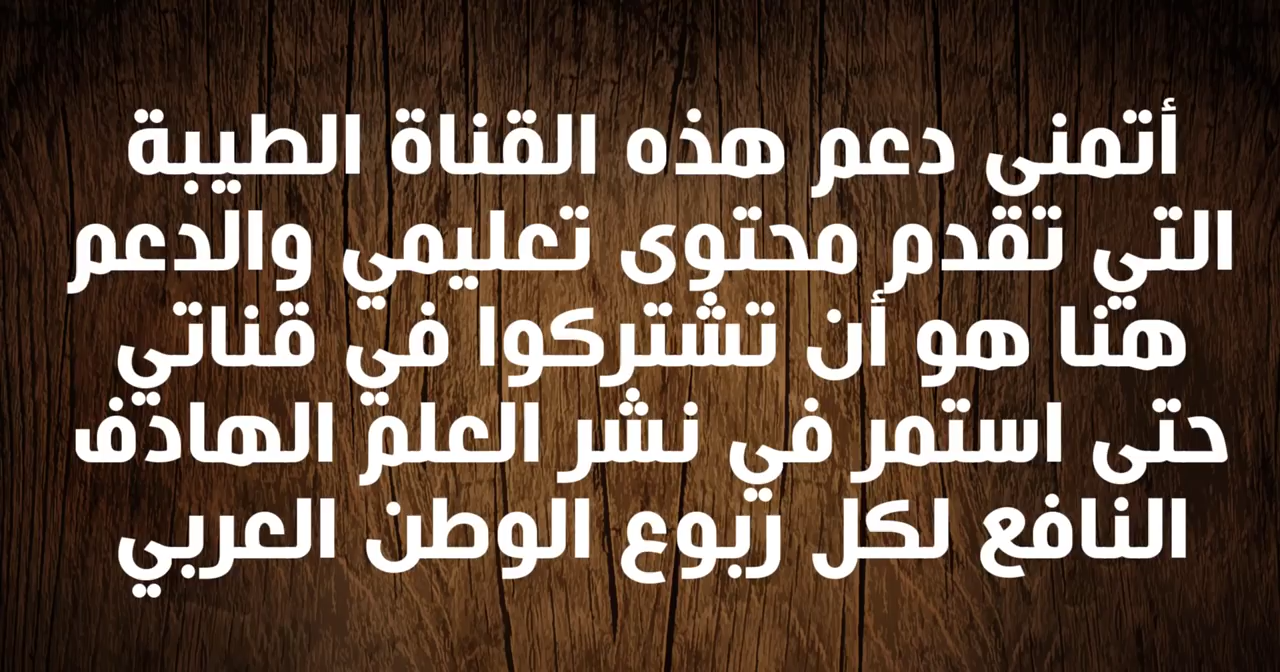 أتمنى دعم هذه القناة الطيبة
التي تقدم محتوى تعليمي والدعم
هنا هو أن تشتركوا في قناتي
حتى استمر في نشر العلم الهادف
النافع لكل ربوع الوطن العربي